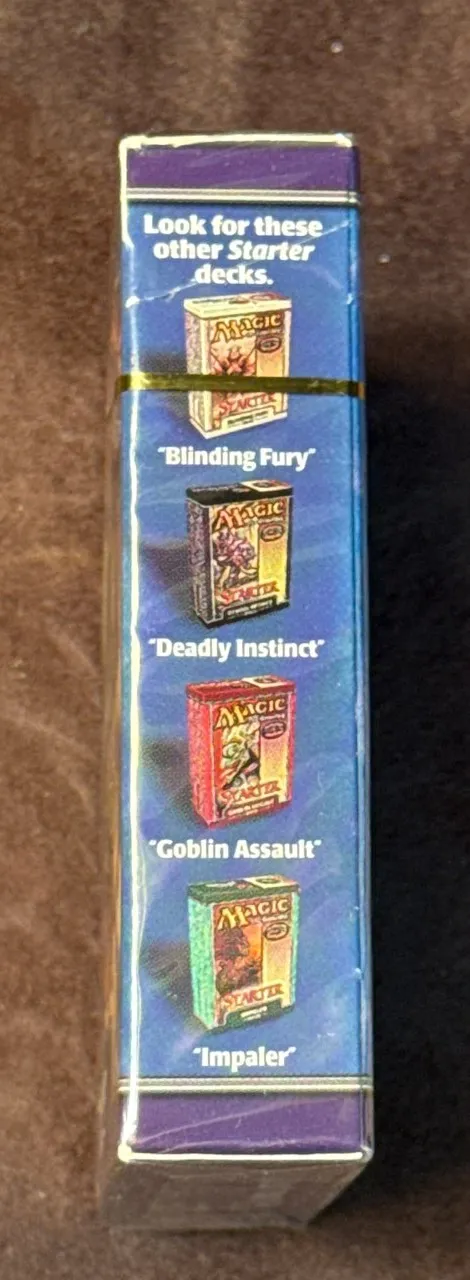 Look for these
other Starter
decks.
MAGIC
STARTER
"Blinding Fury"
MAGIC
STARTER
"Deadly Instinct"
MAGIC
STARTER
"Goblin Assault"
MAGIC
STARTER
"Impaler"